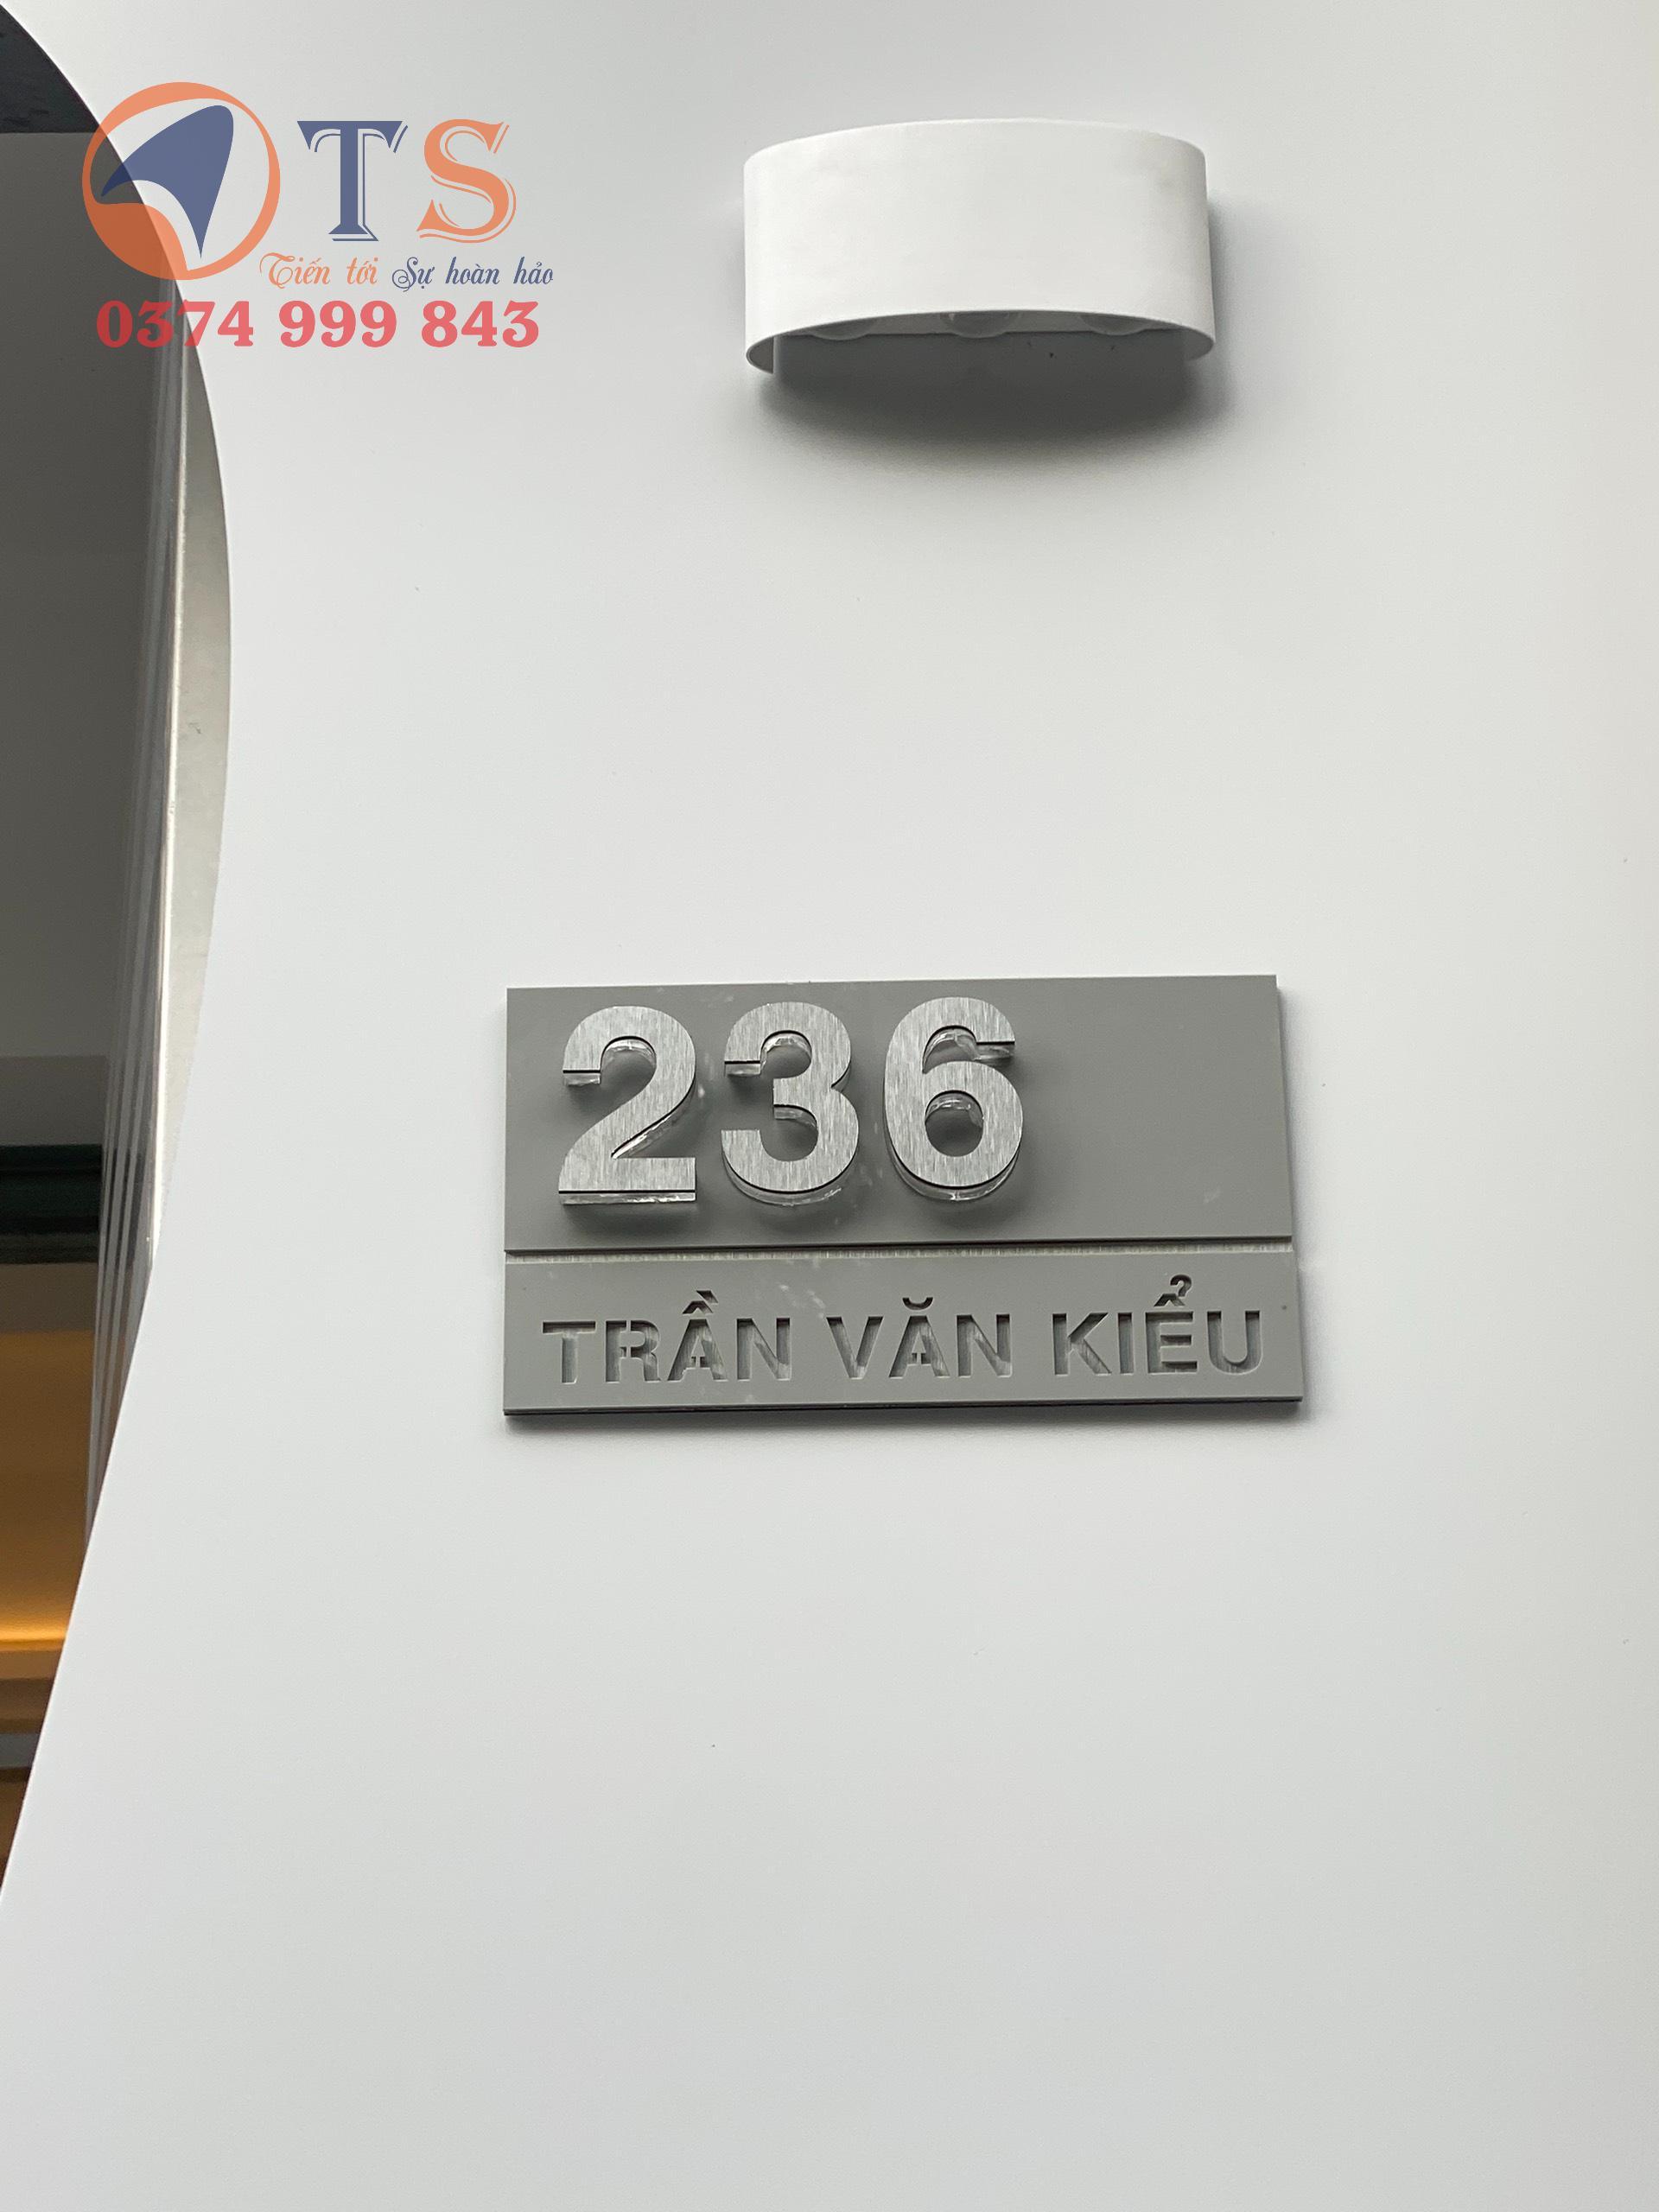 TS
Tiến tới Sự hoàn hảo
0374 999 843
236
TRẦN VĂN KIỂU